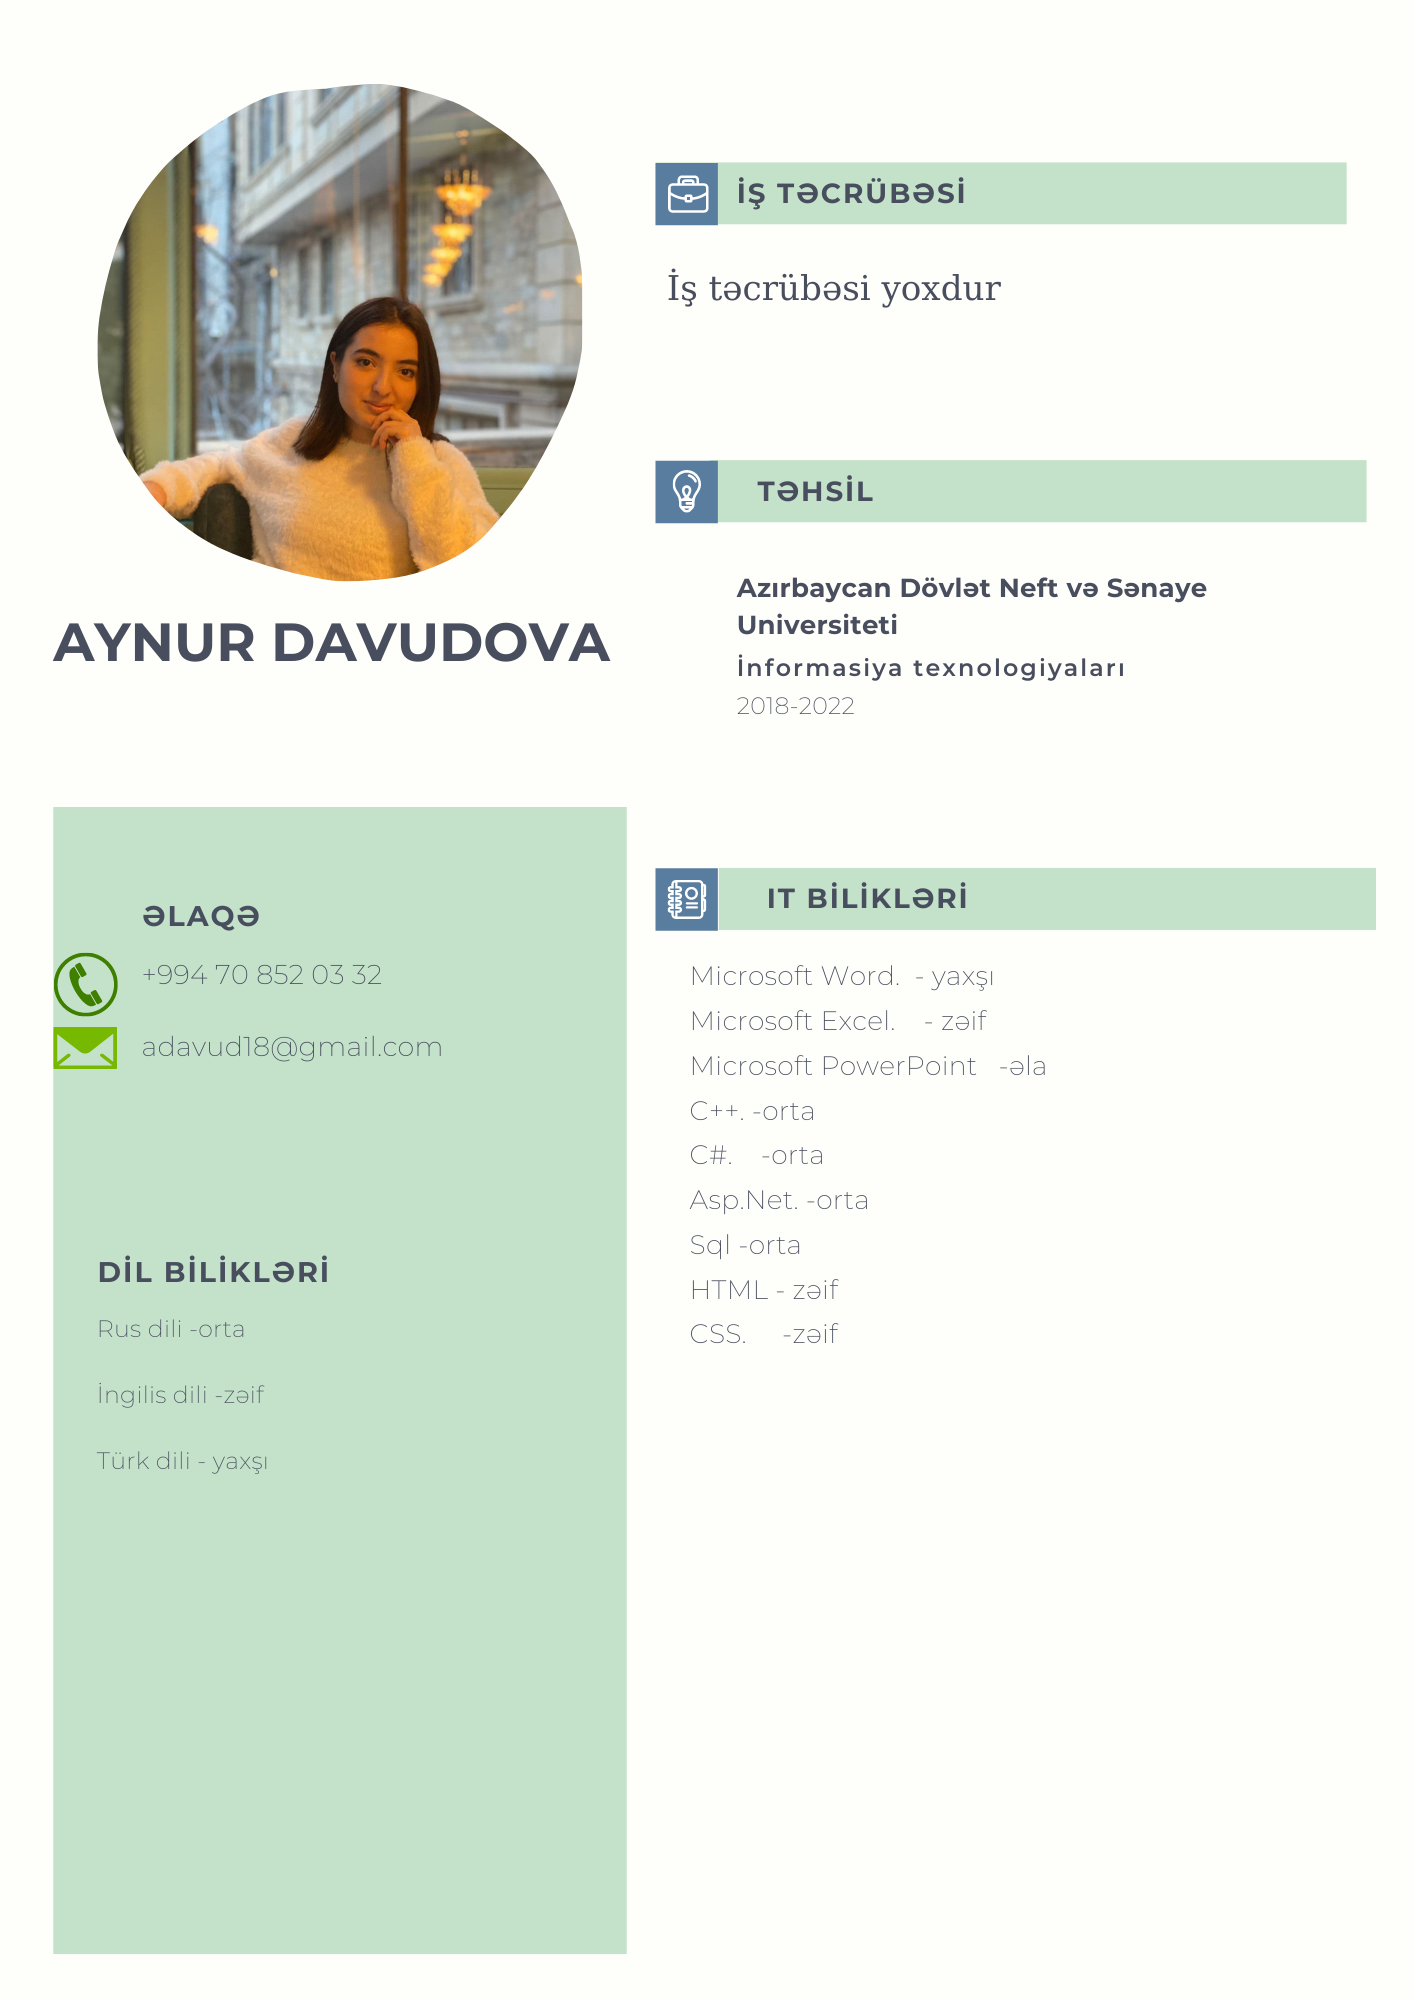 AYNUR DAVUDOVA
ƏLAQƏ
+994 70 852 03 32
adavud18@gmail.com
DİL BİLİKLƏRİ
Rus dili -orta
İngilis dili -zəif
Türk dili - yaxşı
İŞ TƏCRÜBƏSİ
İş təcrübəsi yoxdur
TƏHSİL
Azırbaycan Dövlət Neft və Sənaye
Universiteti
İnformasiya texnologiyaları
2018-2022
IT BİLİKLƏRİ
Microsoft Word. - yaxşı
Microsoft Excel. - zəif
Microsoft PowerPoint -əla
C++. -orta
C#. -orta
Asp.Net. -orta
Sql -orta
HTML - zəif
CSS. -zəif